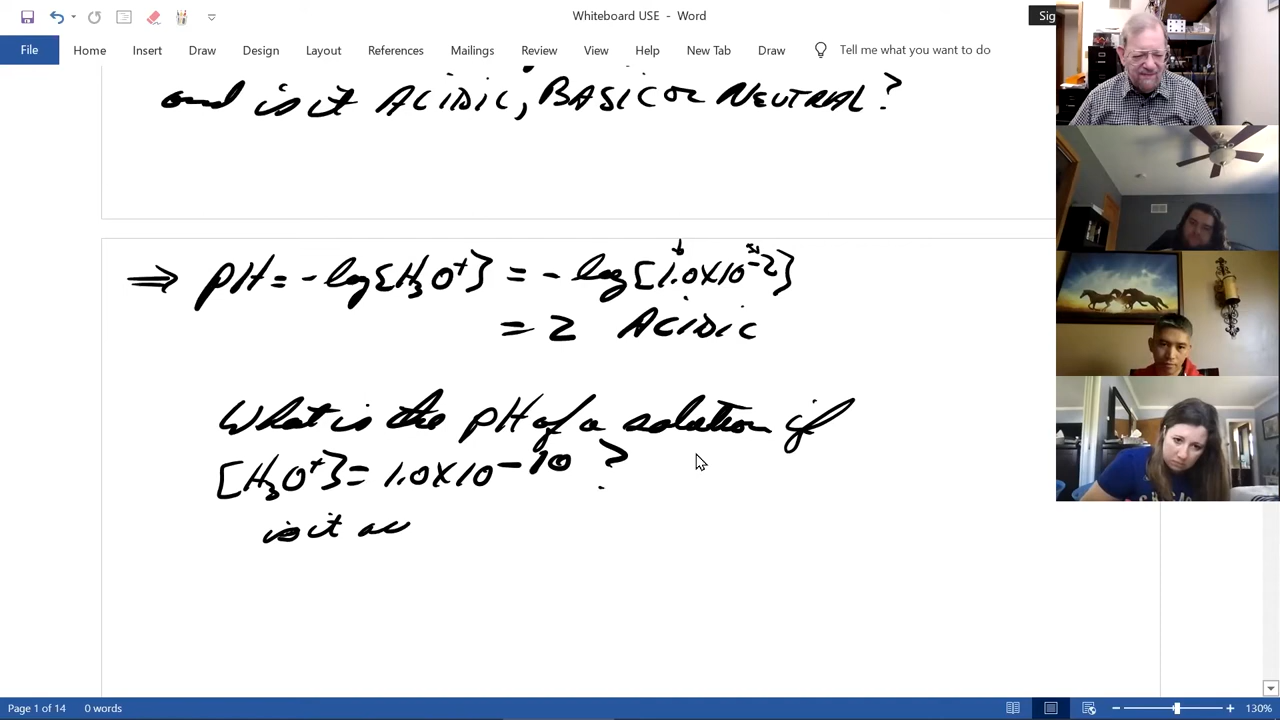 Whiteboard USE - Word
Sig
File Home Insert Draw Design Layout References Mailings Review View Help New Tab Draw Tell me what you want to do
and is it ACIDIC, BASIC or NEUTRAL?
⇒ pH = -log[H₃O⁺] = -log[1.0X10⁻²]
= 2 ACIDIC
What is the pH of a solution if
[H₃O⁺] = 1.0X10⁻¹⁰ ?
is it ac
Page 1 of 14 0 words 130%